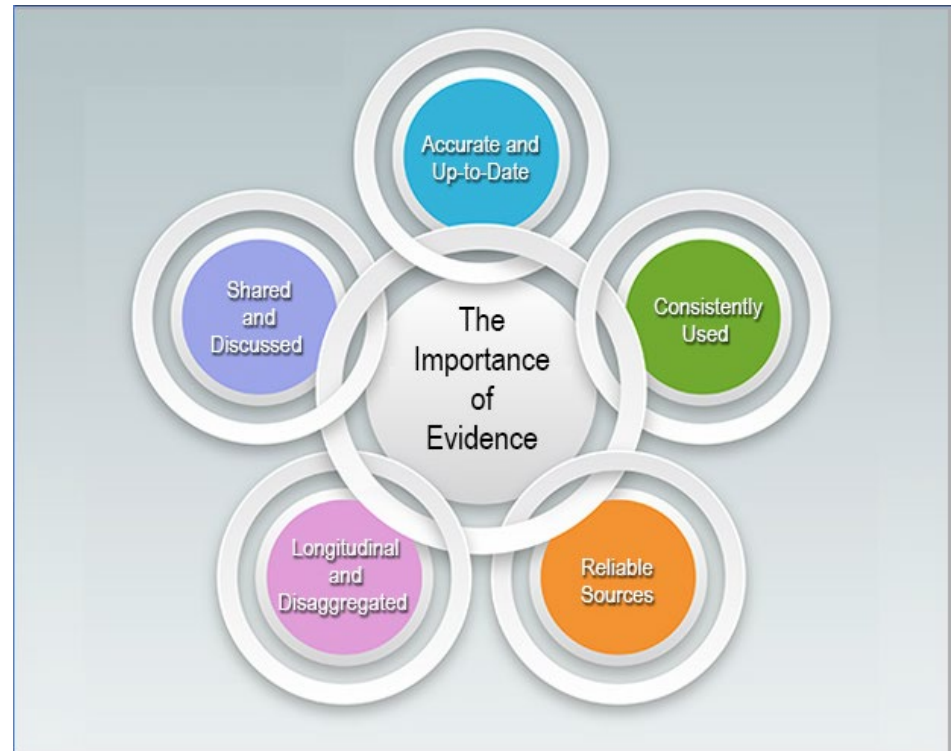 Accurate and
Up-to-Date
Shared
and
Discussed
Consistently
Used
The
Importance
of
Evidence
Longitudinal
and
Disaggregated
Reliable
Sources